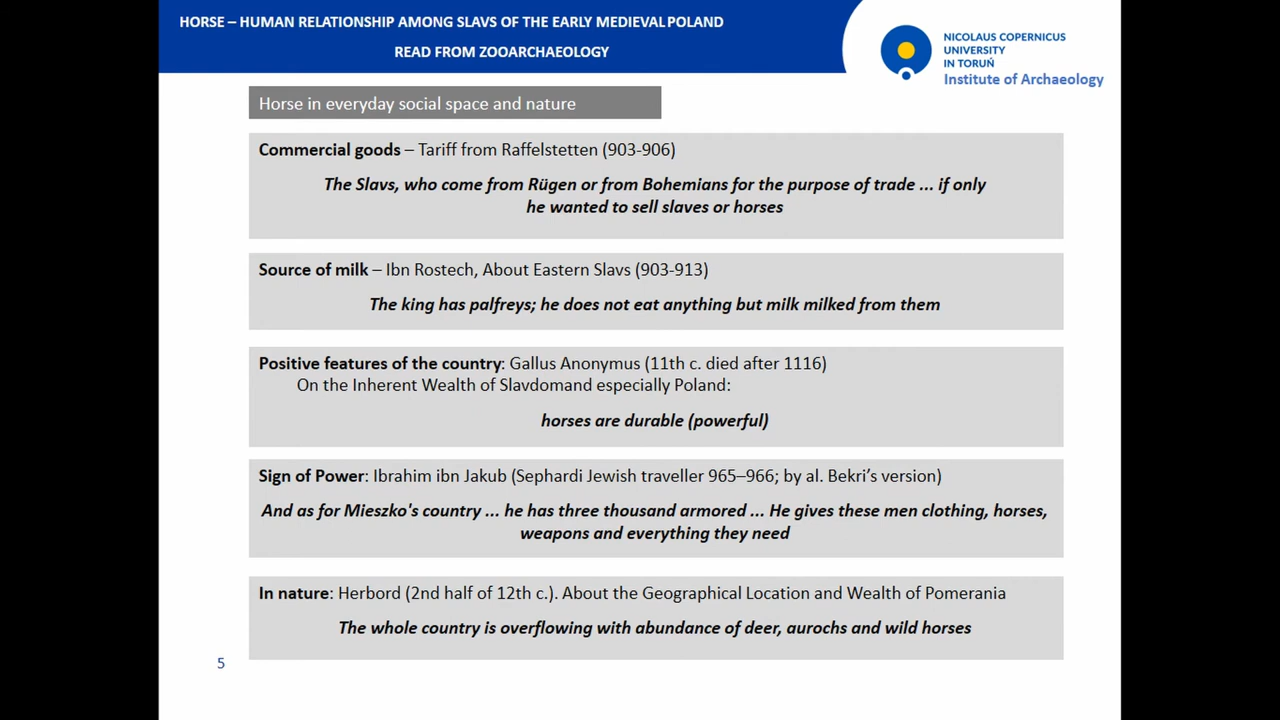 HORSE – HUMAN RELATIONSHIP AMONG SLAVS OF THE EARLY MEDIEVAL POLAND
READ FROM ZOOARCHAEOLOGY
NICOLAUS COPERNICUS
UNIVERSITY
IN TORUŃ
Institute of Archaeology
Horse in everyday social space and nature
Commercial goods – Tariff from Raffelstetten (903-906)
The Slavs, who come from Rügen or from Bohemians for the purpose of trade ... if only
he wanted to sell slaves or horses
Source of milk – Ibn Rostech, About Eastern Slavs (903-913)
The king has palfreys; he does not eat anything but milk milked from them
Positive features of the country: Gallus Anonymus (11th c. died after 1116)
On the Inherent Wealth of Slavdomand especially Poland:
horses are durable (powerful)
Sign of Power: Ibrahim ibn Jakub (Sephardi Jewish traveller 965–966; by al. Bekri’s version)
And as for Mieszko's country ... he has three thousand armored ... He gives these men clothing, horses,
weapons and everything they need
In nature: Herbord (2nd half of 12th c.). About the Geographical Location and Wealth of Pomerania
The whole country is overflowing with abundance of deer, aurochs and wild horses
5